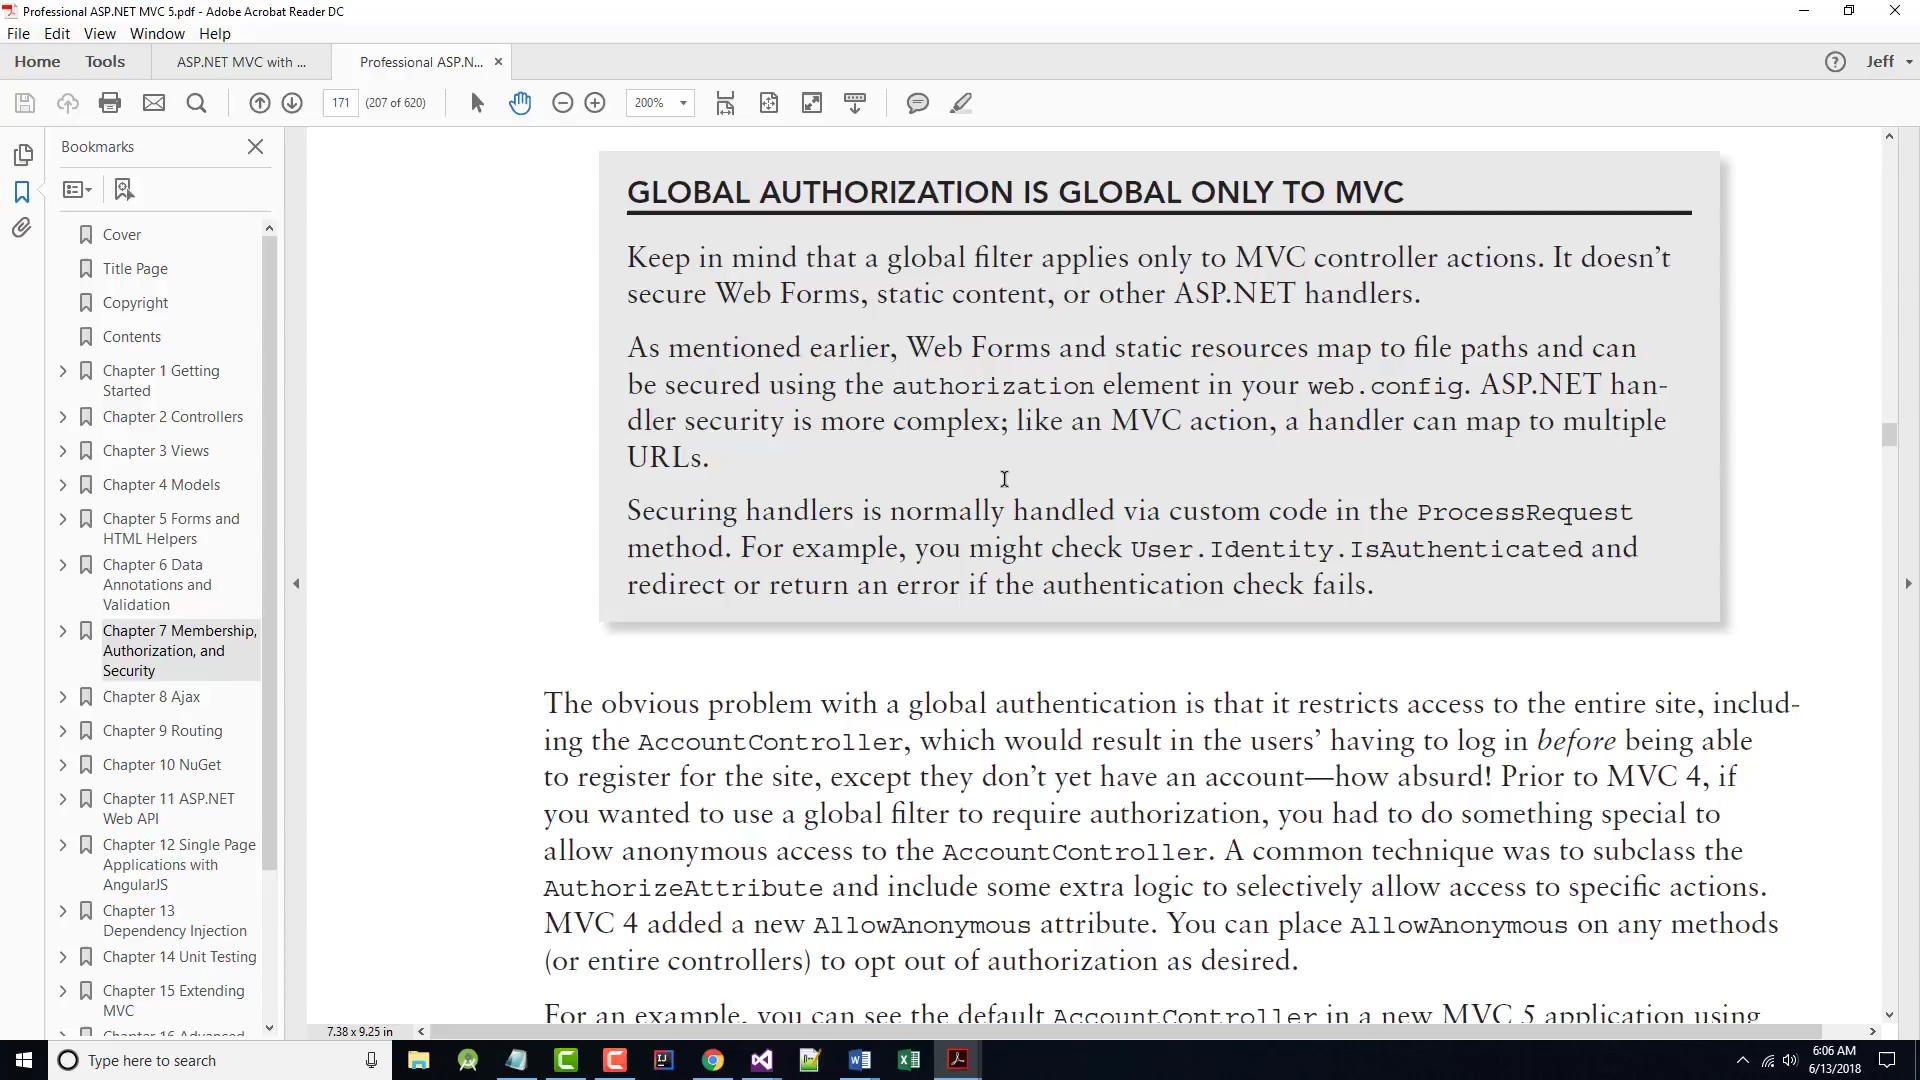 Professional ASP.NET MVC 5.pdf - Adobe Acrobat Reader DC
File Edit View Window Help
Home Tools ASP.NET MVC with ... Professional ASP.N... Jeff
171 (207 of 620) 200%
Bookmarks
Cover
Title Page
Copyright
Contents
Chapter 1 Getting
Started
Chapter 2 Controllers
Chapter 3 Views
Chapter 4 Models
Chapter 5 Forms and
HTML Helpers
Chapter 6 Data
Annotations and
Validation
Chapter 7 Membership,
Authorization, and
Security
Chapter 8 Ajax
Chapter 9 Routing
Chapter 10 NuGet
Chapter 11 ASP.NET
Web API
Chapter 12 Single Page
Applications with
AngularJS
Chapter 13
Dependency Injection
Chapter 14 Unit Testing
Chapter 15 Extending
MVC
Chapter 16 Advanced
GLOBAL AUTHORIZATION IS GLOBAL ONLY TO MVC
Keep in mind that a global filter applies only to MVC controller actions. It doesn't
secure Web Forms, static content, or other ASP.NET handlers.
As mentioned earlier, Web Forms and static resources map to file paths and can
be secured using the authorization element in your web.config. ASP.NET han-
dler security is more complex; like an MVC action, a handler can map to multiple
URLs.
Securing handlers is normally handled via custom code in the ProcessRequest
method. For example, you might check User.Identity.IsAuthenticated and
redirect or return an error if the authentication check fails.
The obvious problem with a global authentication is that it restricts access to the entire site, includ-
ing the AccountController, which would result in the users' having to log in before being able
to register for the site, except they don't yet have an account—how absurd! Prior to MVC 4, if
you wanted to use a global filter to require authorization, you had to do something special to
allow anonymous access to the AccountController. A common technique was to subclass the
AuthorizeAttribute and include some extra logic to selectively allow access to specific actions.
MVC 4 added a new AllowAnonymous attribute. You can place AllowAnonymous on any methods
(or entire controllers) to opt out of authorization as desired.
For an example, you can see the default AccountController in a new MVC 5 application using
7.38 x 9.25 in
Type here to search
6:06 AM
6/13/2018